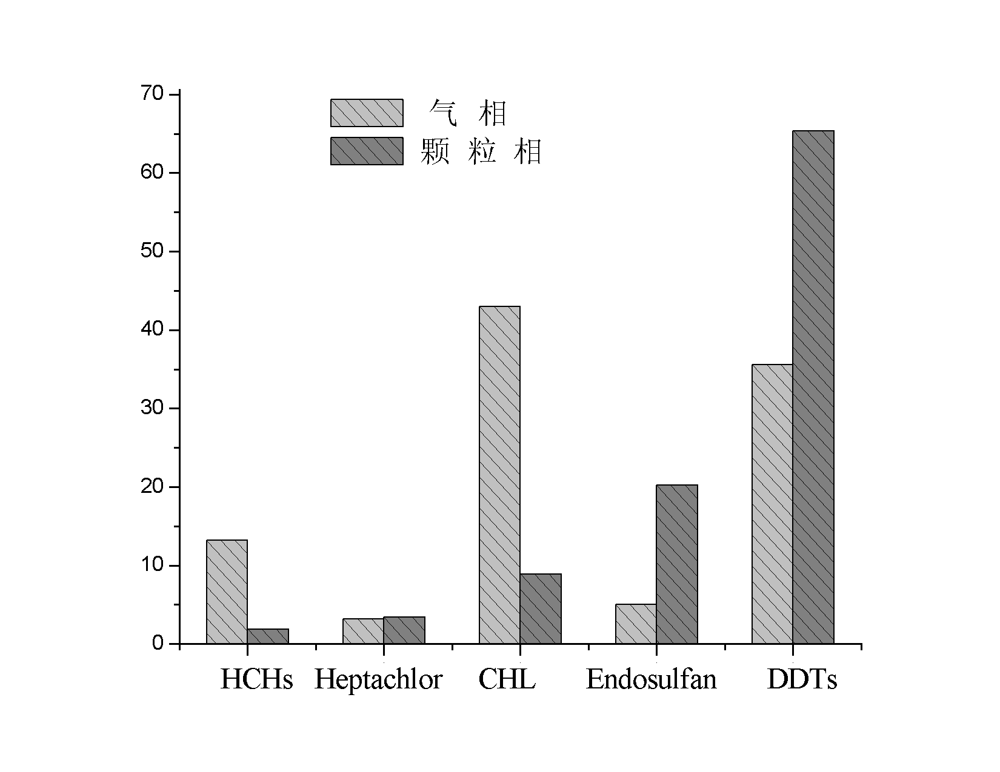 70
60
50
40
30
20
10
0
气 相
颗 粒 相
HCHs Heptachlor CHL Endosulfan DDTs